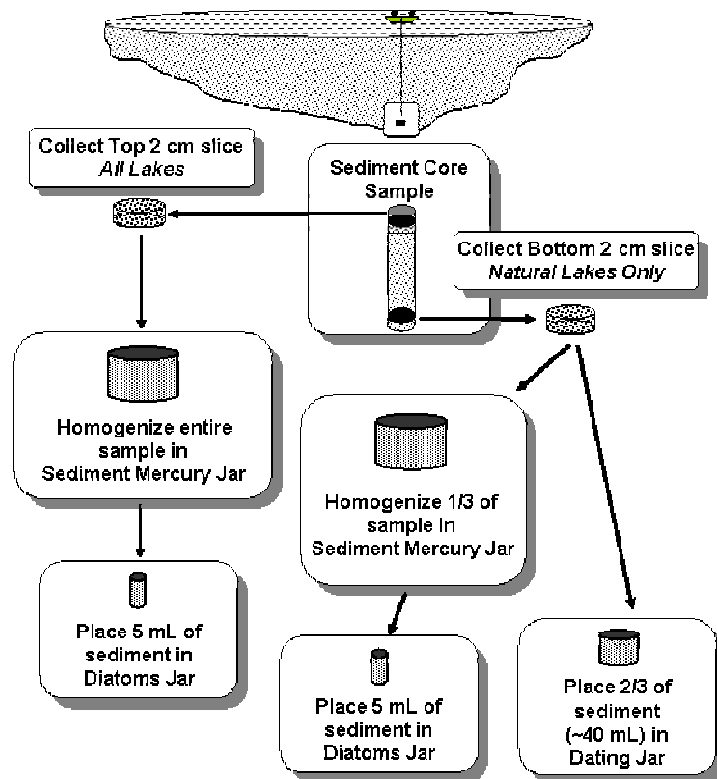 Collect Top 2 cm slice
All Lakes
Sediment Core
Sample
Collect Bottom 2 cm slice
Natural Lakes Only
Homogenize entire
sample in
Sediment Mercury Jar
Homogenize 1/3 of
sample In
Sediment Mercury Jar
Place 5 mL of
sediment in
Diatoms Jar
Place 5 mL of
sediment in
Diatoms Jar
Place 2/3 of
sediment
(~40 mL) in
Dating Jar